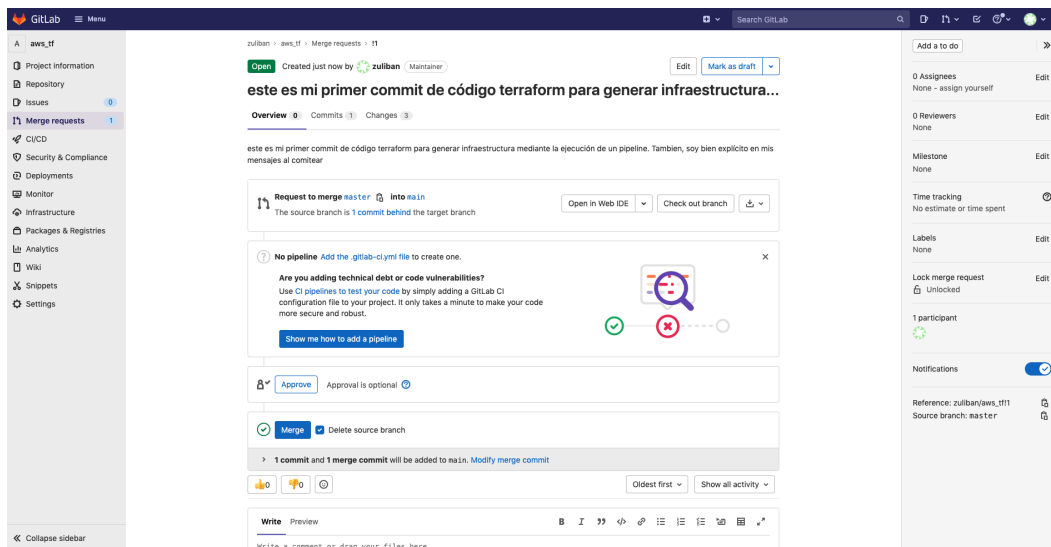 GitLab
Menu
Search GitLab
A aws_tf
Project information
Repository
Issues 0
Merge requests 1
CI/CD
Security & Compliance
Deployments
Monitor
Infrastructure
Packages & Registries
Analytics
Wiki
Snippets
Settings
Collapse sidebar
zuliban > aws_tf > Merge requests > !1
Open Created just now by zuliban Maintainer
Edit
Mark as draft
este es mi primer commit de código terraform para generar infraestructura...
Overview 0 Commits 1 Changes 3
este es mi primer commit de código terraform para generar infraestructura mediante la ejecución de un pipeline. Tambien, soy bien explícito en mis
mensajes al comitear
Request to merge master into main
The source branch is 1 commit behind the target branch
Open in Web IDE
Check out branch
No pipeline Add the .gitlab-ci.yml file to create one.
Are you adding technical debt or code vulnerabilities?
Use CI pipelines to test your code by simply adding a GitLab CI
configuration file to your project. It only takes a minute to make your code
more secure and robust.
Show me how to add a pipeline
Approve Approval is optional
Merge Delete source branch
> 1 commit and 1 merge commit will be added to main. Modify merge commit
0 0
Oldest first
Show all activity
Write Preview
B I
Write a comment or drag your files here
Add a to do
0 Assignees Edit
None - assign yourself
0 Reviewers Edit
None
Milestone Edit
None
Time tracking
No estimate or time spent
Labels Edit
None
Lock merge request Edit
Unlocked
1 participant
Notifications
Reference: zuliban/aws_tf!1
Source branch: master